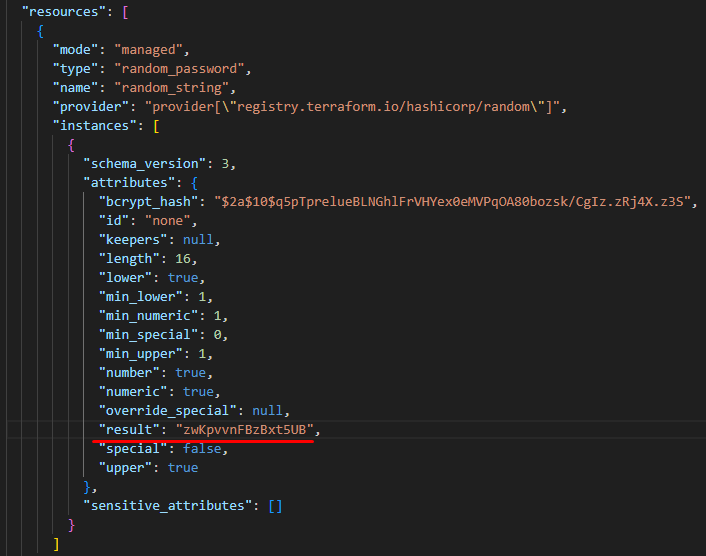 "resources": [
{
"mode": "managed",
"type": "random_password",
"name": "random_string",
"provider": "provider[\"registry.terraform.io/hashicorp/random\"]",
"instances": [
{
"schema_version": 3,
"attributes": {
"bcrypt_hash": "$2a$10$q5pTprelueBLNGhlFrVHYex0eMVPqOA80bozsk/CgIz.zRj4X.z3S",
"id": "none",
"keepers": null,
"length": 16,
"lower": true,
"min_lower": 1,
"min_numeric": 1,
"min_special": 0,
"min_upper": 1,
"number": true,
"numeric": true,
"override_special": null,
"result": "zwKpvvnFBzBxt5UB",
"special": false,
"upper": true
},
"sensitive_attributes": []
}
]